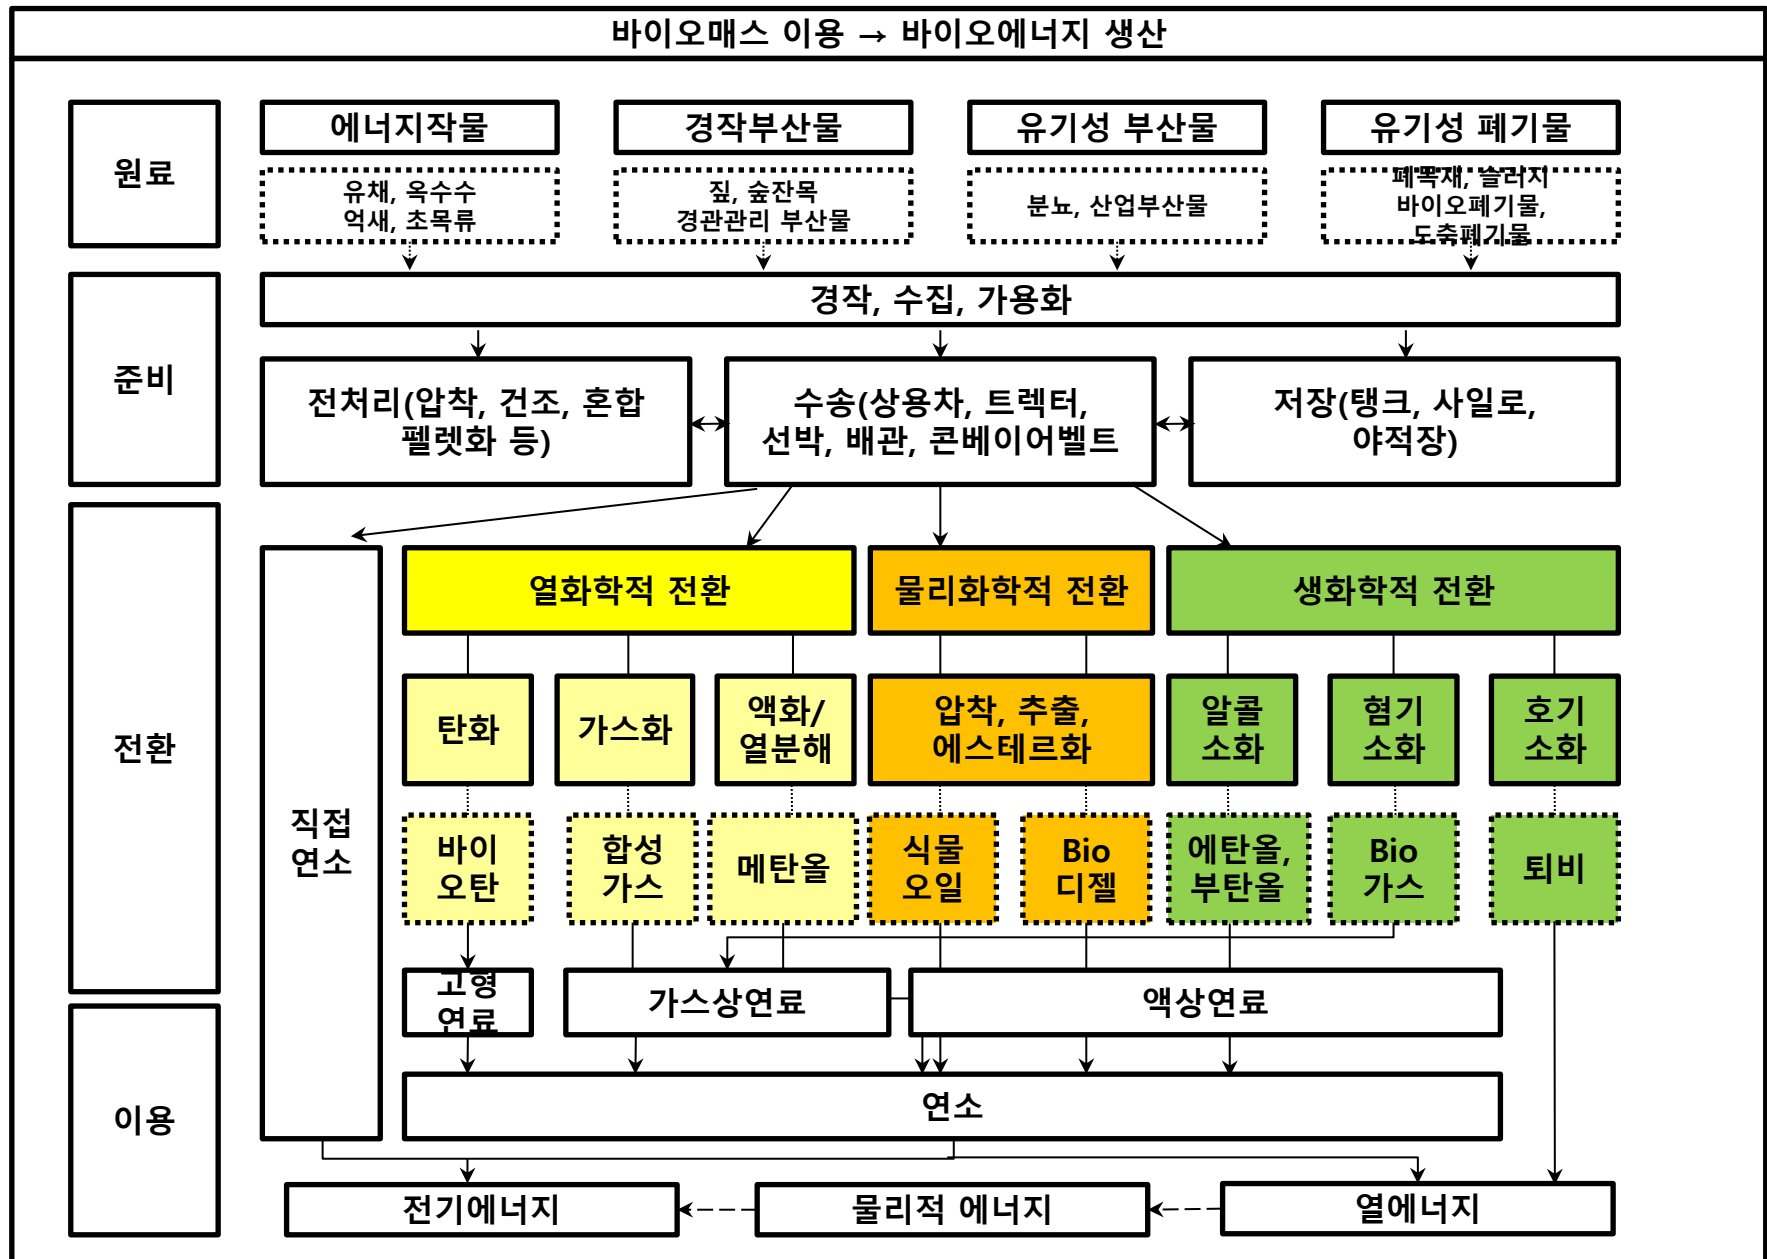 바이오매스 이용 → 바이오에너지 생산
원료
에너지작물
경작부산물
유기성 부산물
유기성 폐기물
유채, 옥수수
억새, 초목류
짚, 숲잔목
경관관리 부산물
분뇨, 산업부산물
폐목재, 슬러지
바이오폐기물,
도축폐기물
준비
경작, 수집, 가용화
전처리(압착, 건조, 혼합
펠렛화 등)
수송(상용차, 트렉터,
선박, 배관, 콘베이어벨트
저장(탱크, 사일로,
야적장)
전환
직접
연소
열화학적 전환
물리화학적 전환
생화학적 전환
탄화
가스화
액화/
열분해
압착, 추출,
에스테르화
알콜
소화
혐기
소화
호기
소화
바이
오탄
합성
가스
메탄올
식물
오일
Bio
디젤
에탄올,
부탄올
Bio
가스
퇴비
고형
연료
가스상연료
액상연료
이용
연소
전기에너지
물리적 에너지
열에너지